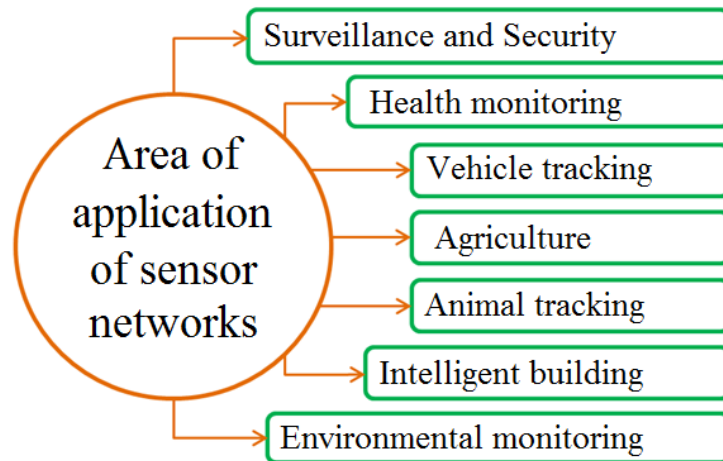 Area of
application
of sensor
networks
Surveillance and Security
Health monitoring
Vehicle tracking
Agriculture
Animal tracking
Intelligent building
Environmental monitoring